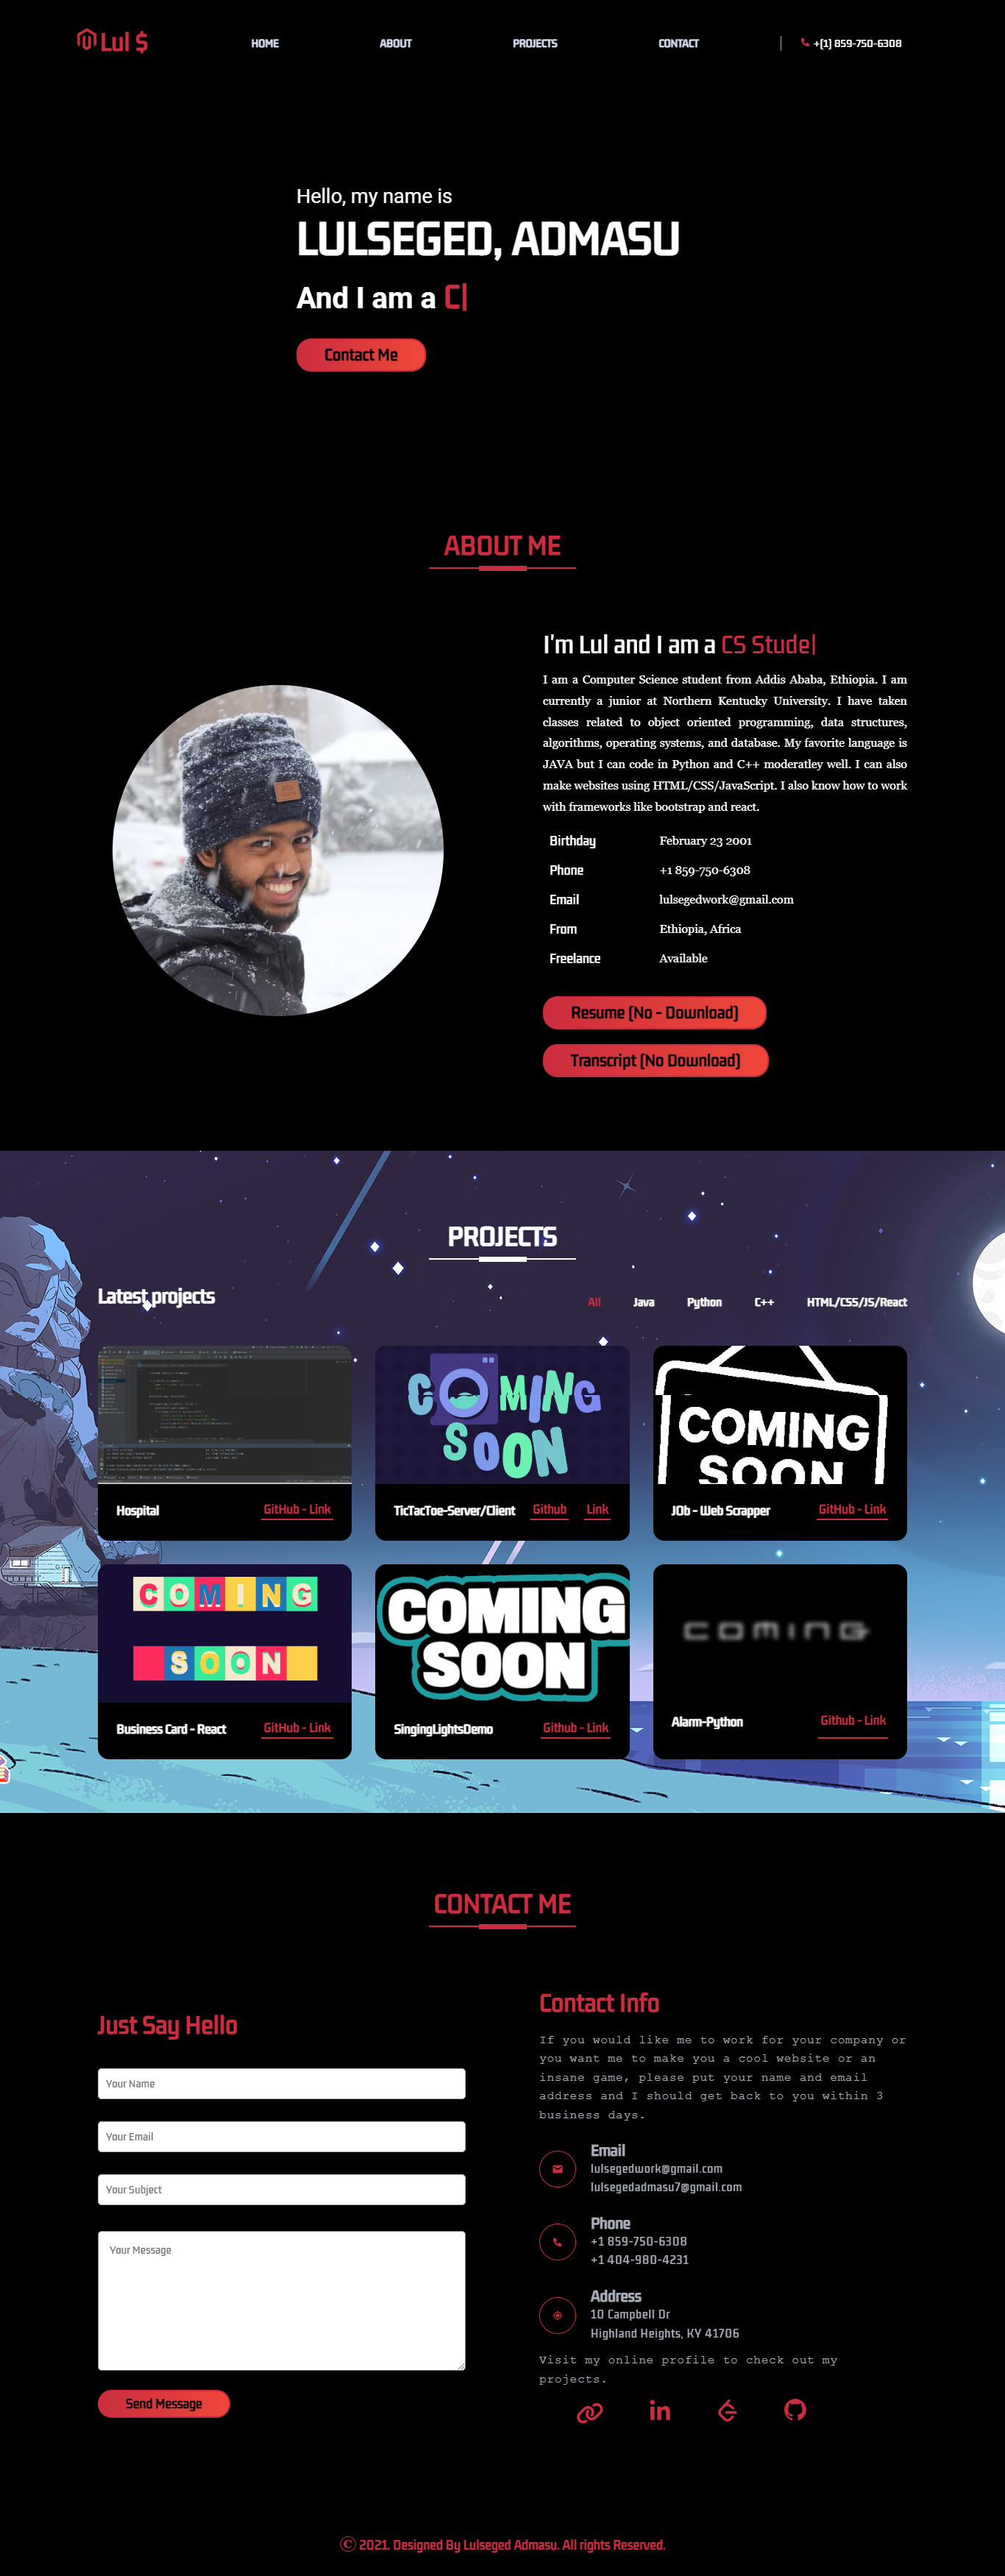 Lul $
HOME
ABOUT
PROJECTS
CONTACT
+(1) 859-750-6308
Hello, my name is
LULSEGED, ADMASU
And I am a C|
Contact Me
ABOUT ME
I'm Lul and I am a CS Stude|
I am a Computer Science student from Addis Ababa, Ethiopia. I am
currently a junior at Northern Kentucky University. I have taken
classes related to object oriented programming, data structures,
algorithms, operating systems, and database. My favorite language is
JAVA but I can code in Python and C++ moderatley well. I can also
make websites using HTML/CSS/JavaScript. I also know how to work
with frameworks like bootstrap and react.
Birthday February 23 2001
Phone +1 859-750-6308
Email lulsegedwork@gmail.com
From Ethiopia, Africa
Freelance Available
Resume (No - Download)
Transcript (No Download)
PROJECTS
Latest projects
All
Java
Python
C++
HTML/CSS/JS/React
Hospital
GitHub - Link
COMING
SOON
TicTacToe-Server/Client
Github
Link
COMING
SOON
JOb - Web Scrapper
GitHub - Link
COMING
SOON
Business Card - React
GitHub - Link
COMING
SOON
SingingLightsDemo
Github - Link
COMING
Alarm-Python
Github - Link
CONTACT ME
Just Say Hello
Your Name
Your Email
Your Subject
Your Message
Send Message
Contact Info
If you would like me to work for your company or
you want me to make you a cool website or an
insane game, please put your name and email
address and I should get back to you within 3
business days.
Email
lulsegedwork@gmail.com
lulsegedadmasu7@gmail.com
Phone
+1 859-750-6308
+1 404-980-4231
Address
10 Campbell Dr
Highland Heights, KY 41706
Visit my online profile to check out my
projects.
in
© 2021. Designed By Lulseged Admasu. All rights Reserved.